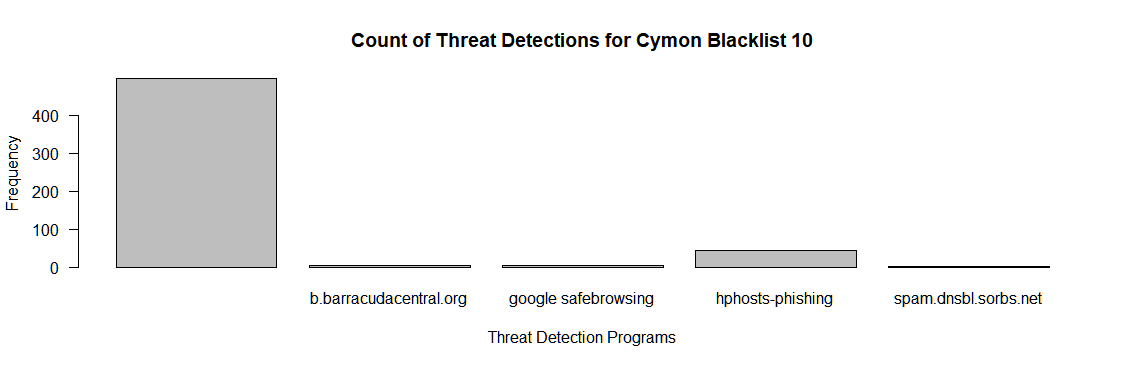 Count of Threat Detections for Cymon Blacklist 10
Frequency
400
300
200
100
0
b.barracudacentral.org google safebrowsing hphosts-phishing spam.dnsbl.sorbs.net
Threat Detection Programs